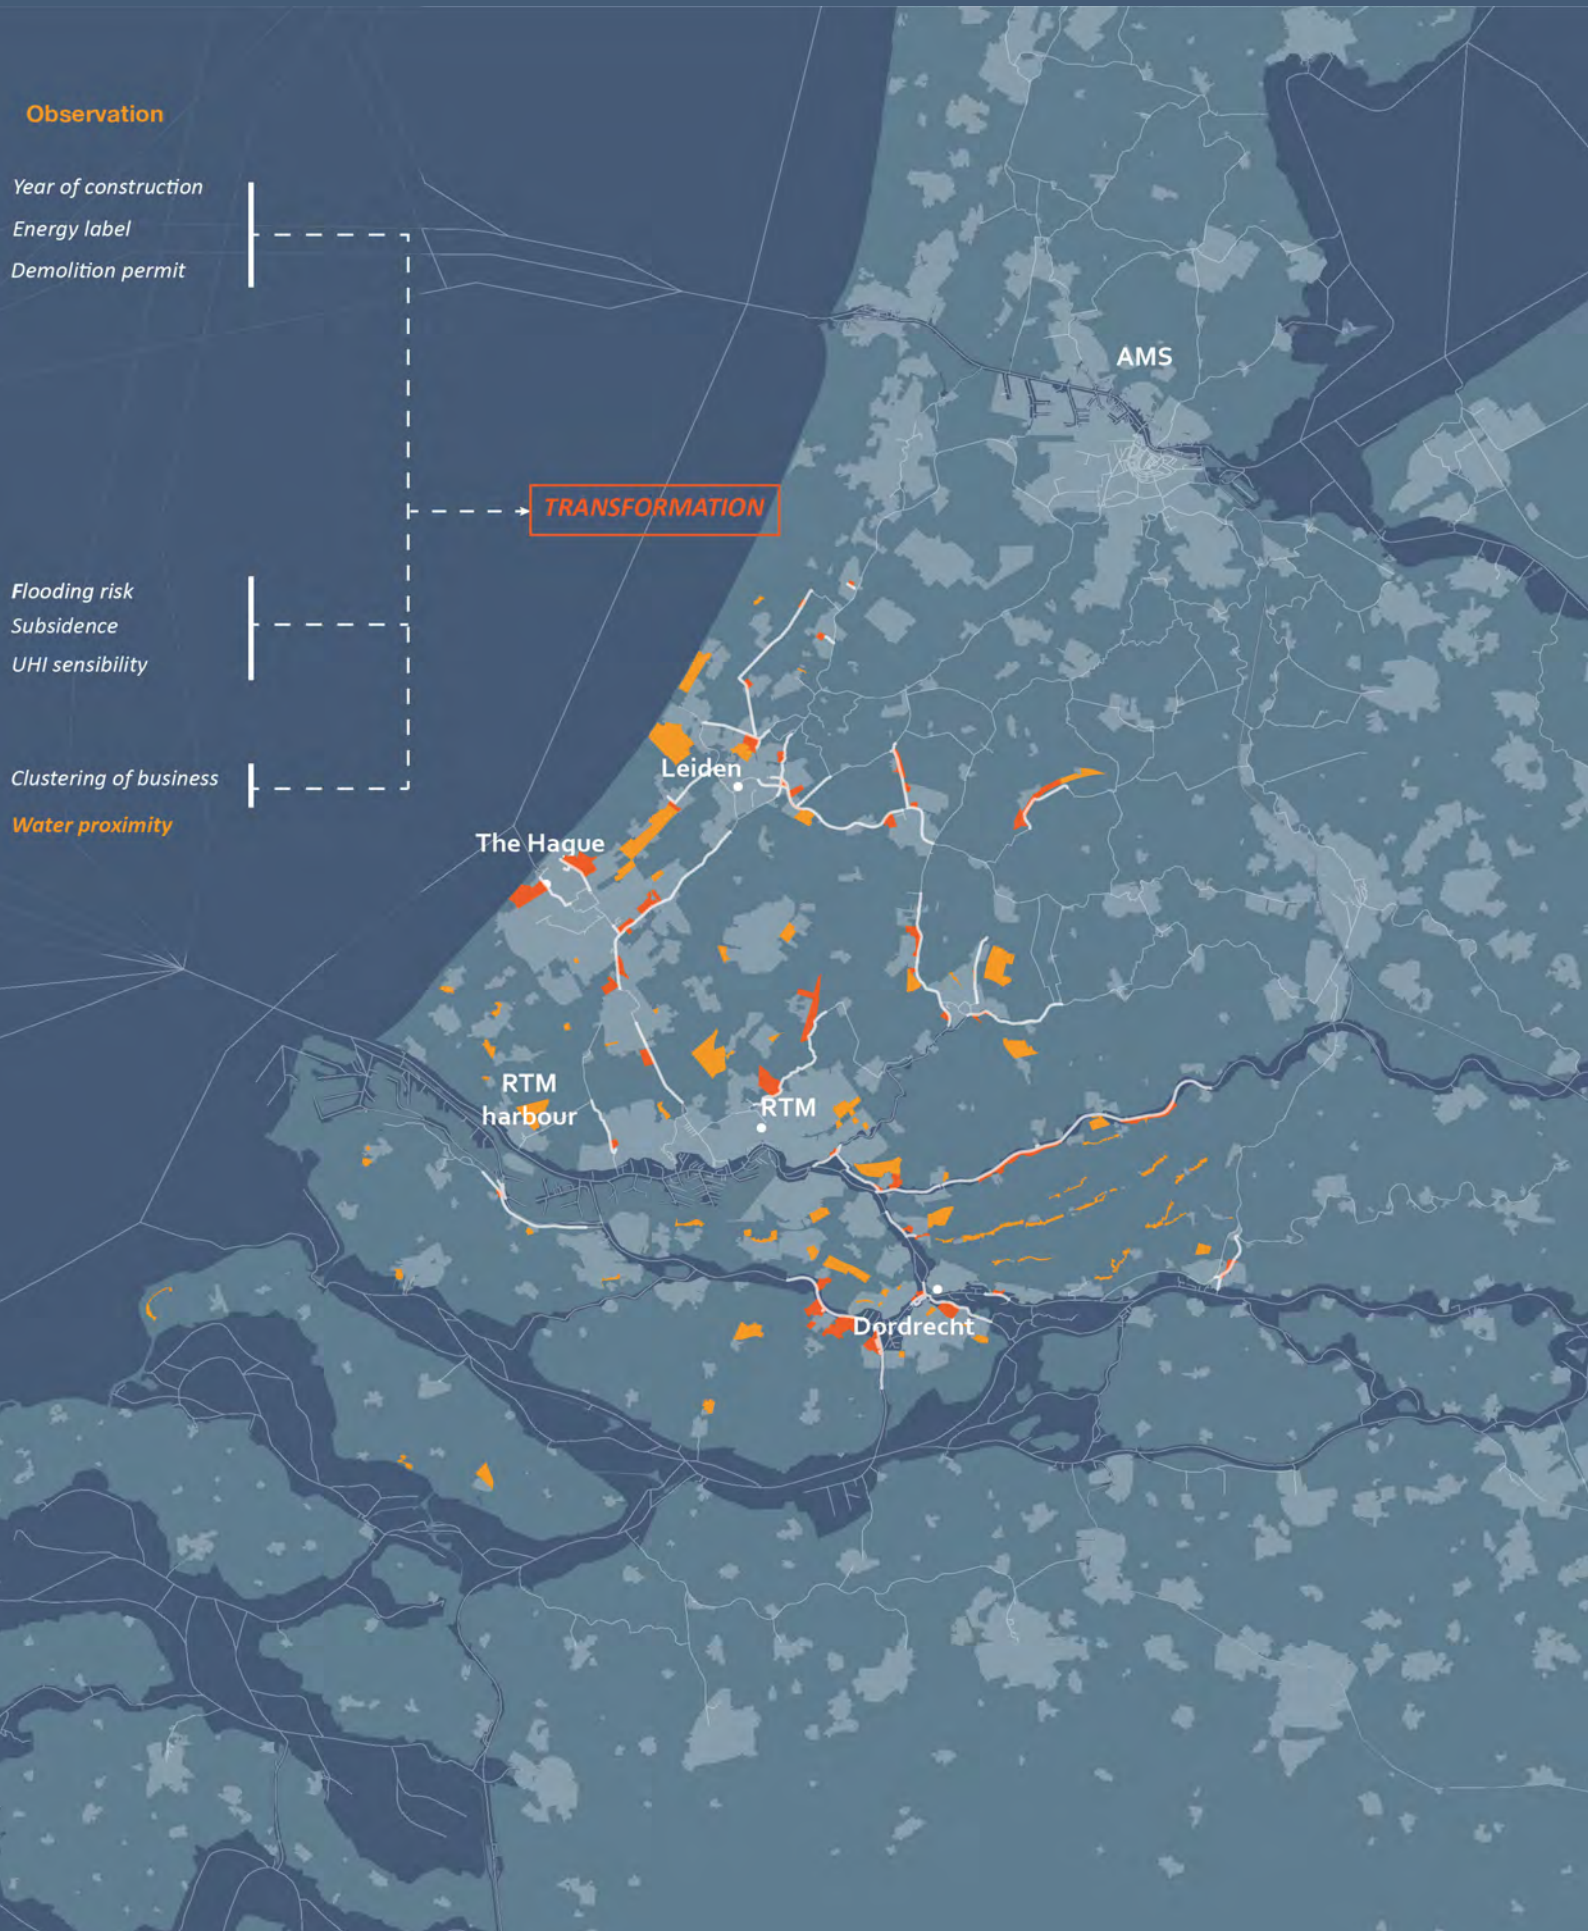 Observation
Year of construction
Energy label
Demolition permit
AMS
TRANSFORMATION
Flooding risk
Subsidence
UHI sensibility
Clustering of business
Water proximity
Leiden
The Hague
RTM
harbour
RTM
Dordrecht